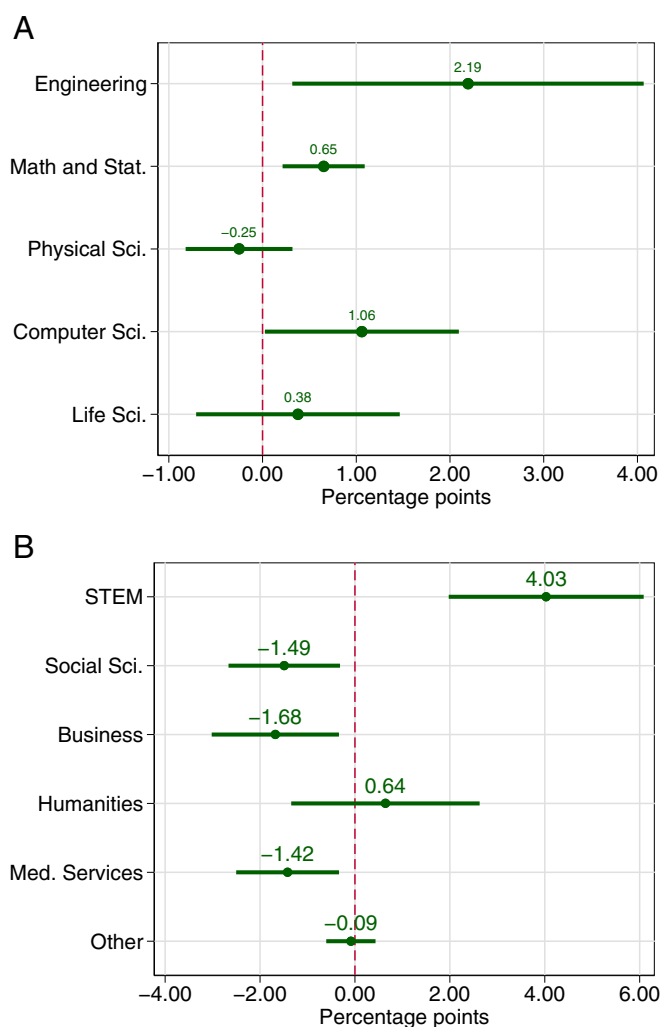 A
Engineering
2.19
Math and Stat.
0.65
Physical Sci.
−0.25
Computer Sci.
1.06
Life Sci.
0.38
−1.00 0.00 1.00 2.00 3.00 4.00
Percentage points
B
STEM
4.03
Social Sci.
−1.49
Business
−1.68
Humanities
0.64
Med. Services
−1.42
Other
−0.09
−4.00 −2.00 0.00 2.00 4.00 6.00
Percentage points